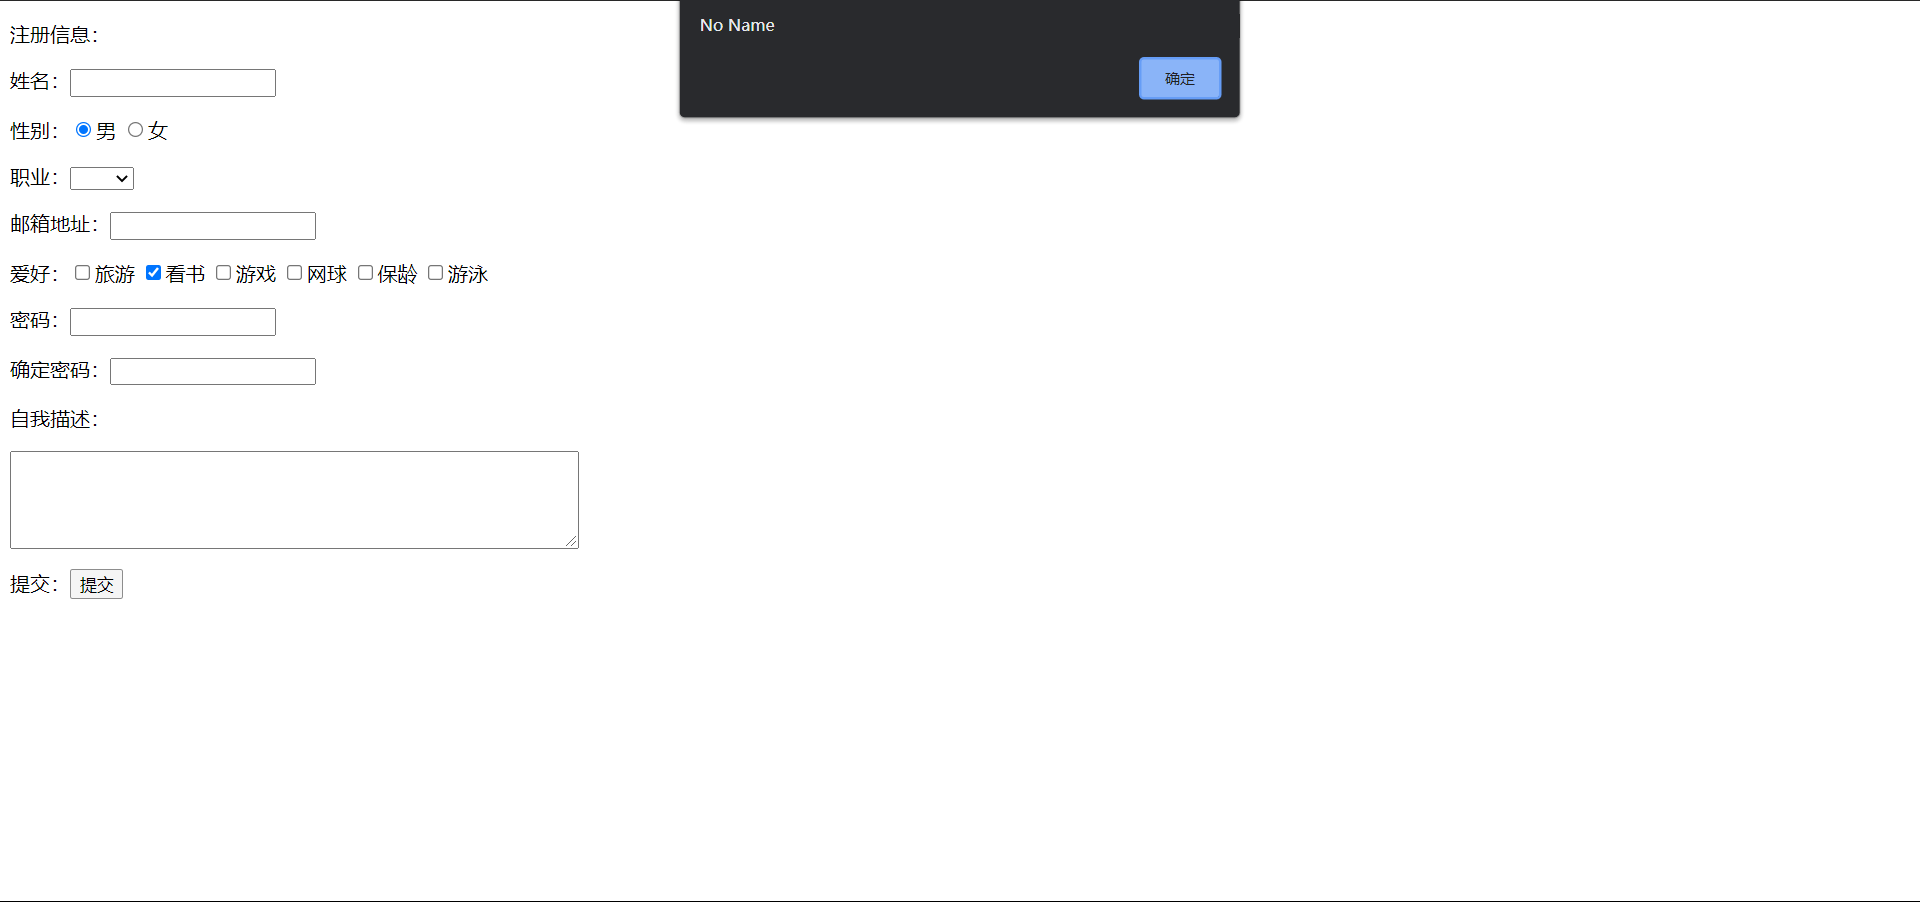 No Name
确定
注册信息：
姓名：
性别： 男 女
职业：
邮箱地址：
爱好： 旅游 看书 游戏 网球 保龄 游泳
密码：
确定密码：
自我描述：
提交： 提交